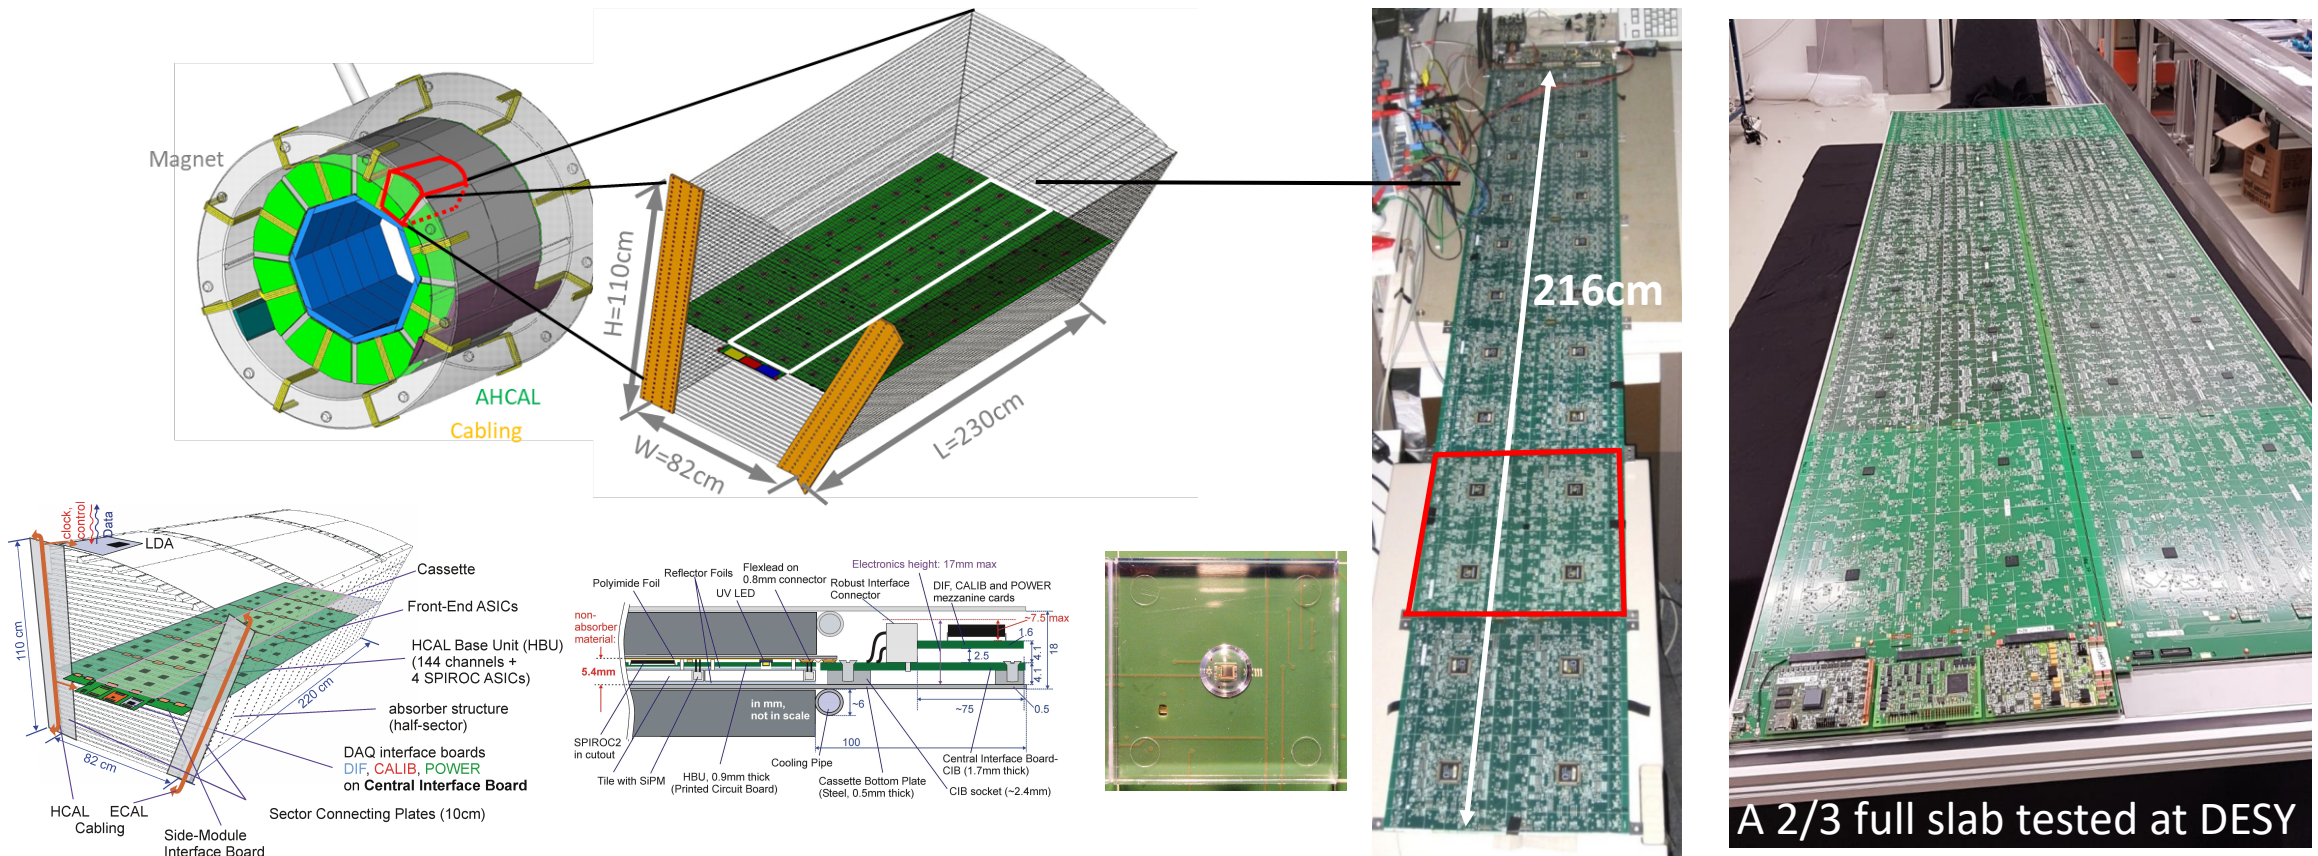 Magnet
AHCAL
Cabling
H=110cm
W=82cm
L=230cm
216cm
A 2/3 full slab tested at DESY
clock,
control
Data
LDA
110 cm
82 cm
220 cm
Cassette
Front-End ASICs
HCAL Base Unit (HBU)
(144 channels +
4 SPIROC ASICs)
absorber structure
(half-sector)
DAQ interface boards
DIF, CALIB, POWER
on Central Interface Board
Sector Connecting Plates (10cm)
HCAL ECAL
Cabling
Side-Module
Interface Board
Polyimide Foil
Reflector Foils
UV LED
Flexlead on
0.8mm connector
Electronics height: 17mm max
Robust Interface
Connector
DIF, CALIB and POWER
mezzanine cards
non-
absorber
material:
5.4mm
~7.5 max
1.6
2.5
4.1
4.1
18
in mm,
not in scale
~6
~75
0.5
100
SPIROC2
in cutout
Tile with SiPM
HBU, 0.9mm thick
(Printed Circuit Board)
Cooling Pipe
Cassette Bottom Plate
(Steel, 0.5mm thick)
Central Interface Board-
CIB (1.7mm thick)
CIB socket (~2.4mm)